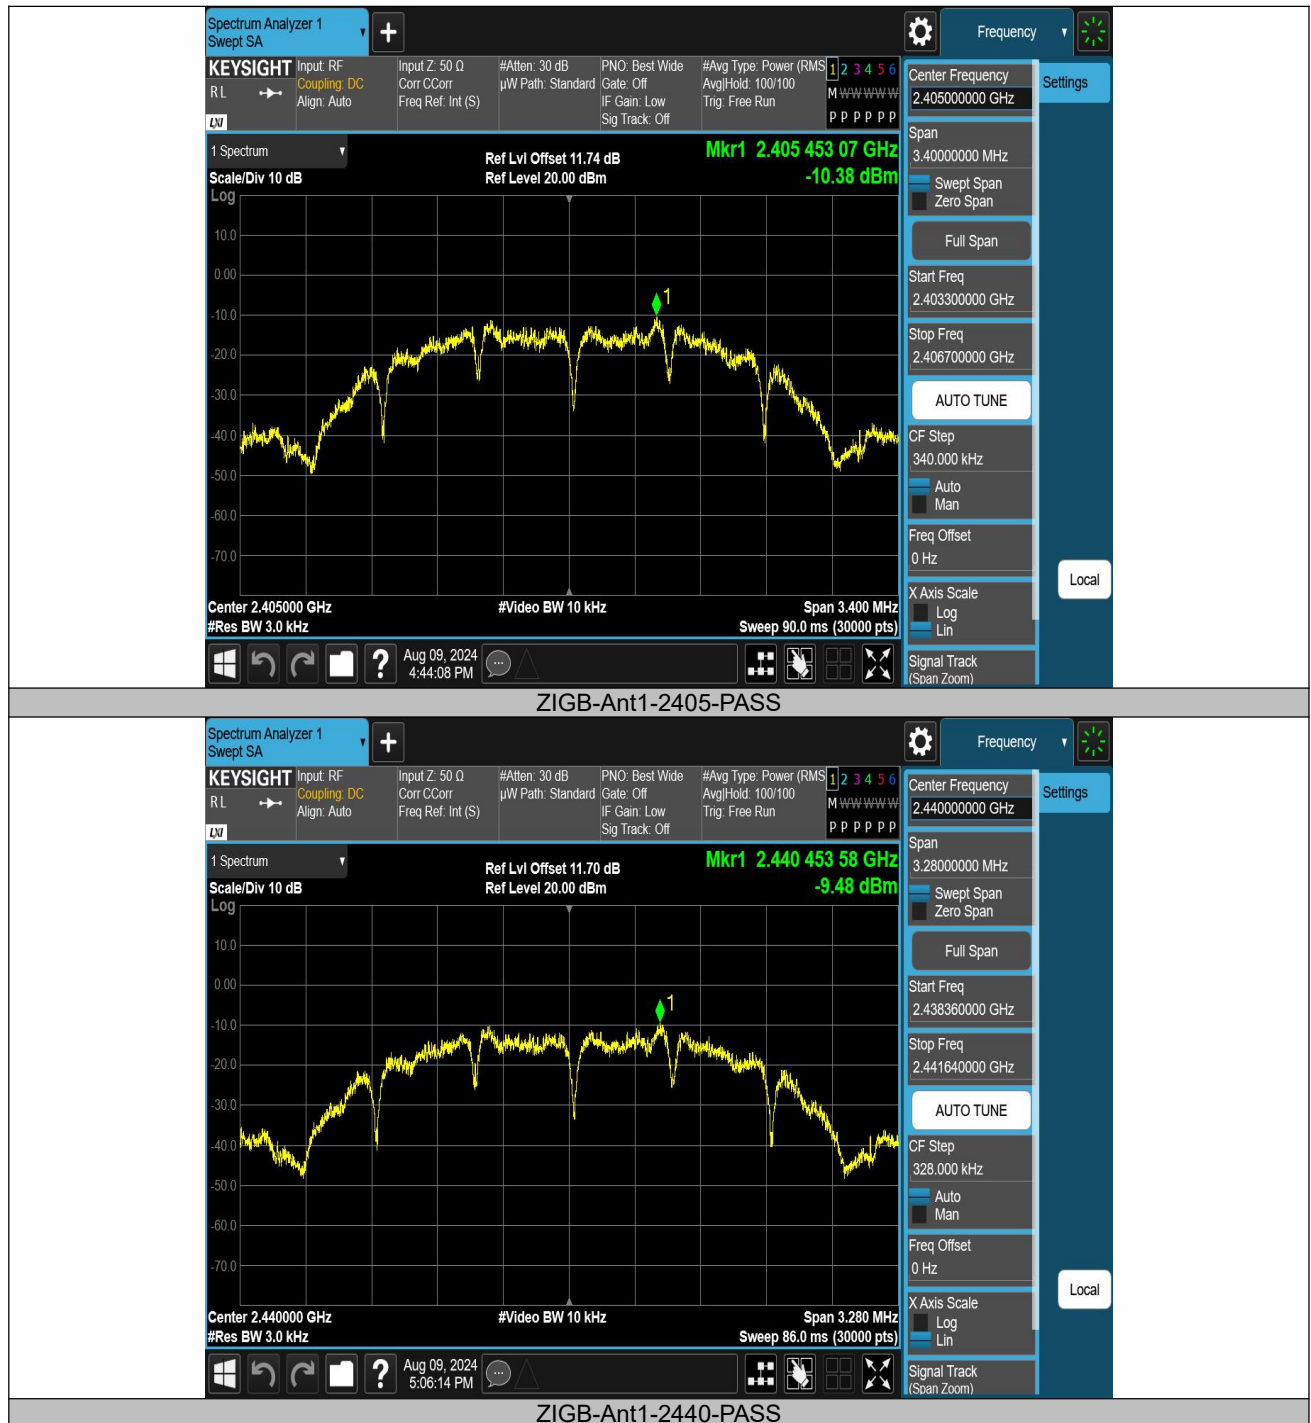 Spectrum Analyzer 1
Swept SA
Frequency
KEYSIGHT
R L
LXI
Input: RF
Coupling: DC
Align: Auto
Input Z: 50 Ω
Corr CCorr
Freq Ref: Int (S)
#Atten: 30 dB
µW Path: Standard
PNO: Best Wide
Gate: Off
IF Gain: Low
Sig Track: Off
#Avg Type: Power (RMS
Avg|Hold: 100/100
Trig: Free Run
1 2 3 4 5 6
M W W W W W
P P P P P P
1 Spectrum
Scale/Div 10 dB
Log
Ref Lvl Offset 11.74 dB
Ref Level 20.00 dBm
Mkr1 2.405 453 07 GHz
-10.38 dBm
1
10.0
0.00
-10.0
-20.0
-30.0
-40.0
-50.0
-60.0
-70.0
Center 2.405000 GHz
#Res BW 3.0 kHz
#Video BW 10 kHz
Span 3.400 MHz
Sweep 90.0 ms (30000 pts)
?
Aug 09, 2024
4:44:08 PM
Center Frequency
2.405000000 GHz
Settings
Span
3.40000000 MHz
Swept Span
Zero Span
Full Span
Start Freq
2.403300000 GHz
Stop Freq
2.406700000 GHz
AUTO TUNE
CF Step
340.000 kHz
Auto
Man
Freq Offset
0 Hz
Local
X Axis Scale
Log
Lin
Signal Track
(Span Zoom)
ZIGB-Ant1-2405-PASS
Spectrum Analyzer 1
Swept SA
Frequency
KEYSIGHT
R L
LXI
Input: RF
Coupling: DC
Align: Auto
Input Z: 50 Ω
Corr CCorr
Freq Ref: Int (S)
#Atten: 30 dB
µW Path: Standard
PNO: Best Wide
Gate: Off
IF Gain: Low
Sig Track: Off
#Avg Type: Power (RMS
Avg|Hold: 100/100
Trig: Free Run
1 2 3 4 5 6
M W W W W W
P P P P P P
1 Spectrum
Scale/Div 10 dB
Log
Ref Lvl Offset 11.70 dB
Ref Level 20.00 dBm
Mkr1 2.440 453 58 GHz
-9.48 dBm
1
10.0
0.00
-10.0
-20.0
-30.0
-40.0
-50.0
-60.0
-70.0
Center 2.440000 GHz
#Res BW 3.0 kHz
#Video BW 10 kHz
Span 3.280 MHz
Sweep 86.0 ms (30000 pts)
?
Aug 09, 2024
5:06:14 PM
Center Frequency
2.440000000 GHz
Settings
Span
3.28000000 MHz
Swept Span
Zero Span
Full Span
Start Freq
2.438360000 GHz
Stop Freq
2.441640000 GHz
AUTO TUNE
CF Step
328.000 kHz
Auto
Man
Freq Offset
0 Hz
Local
X Axis Scale
Log
Lin
Signal Track
(Span Zoom)
ZIGB-Ant1-2440-PASS